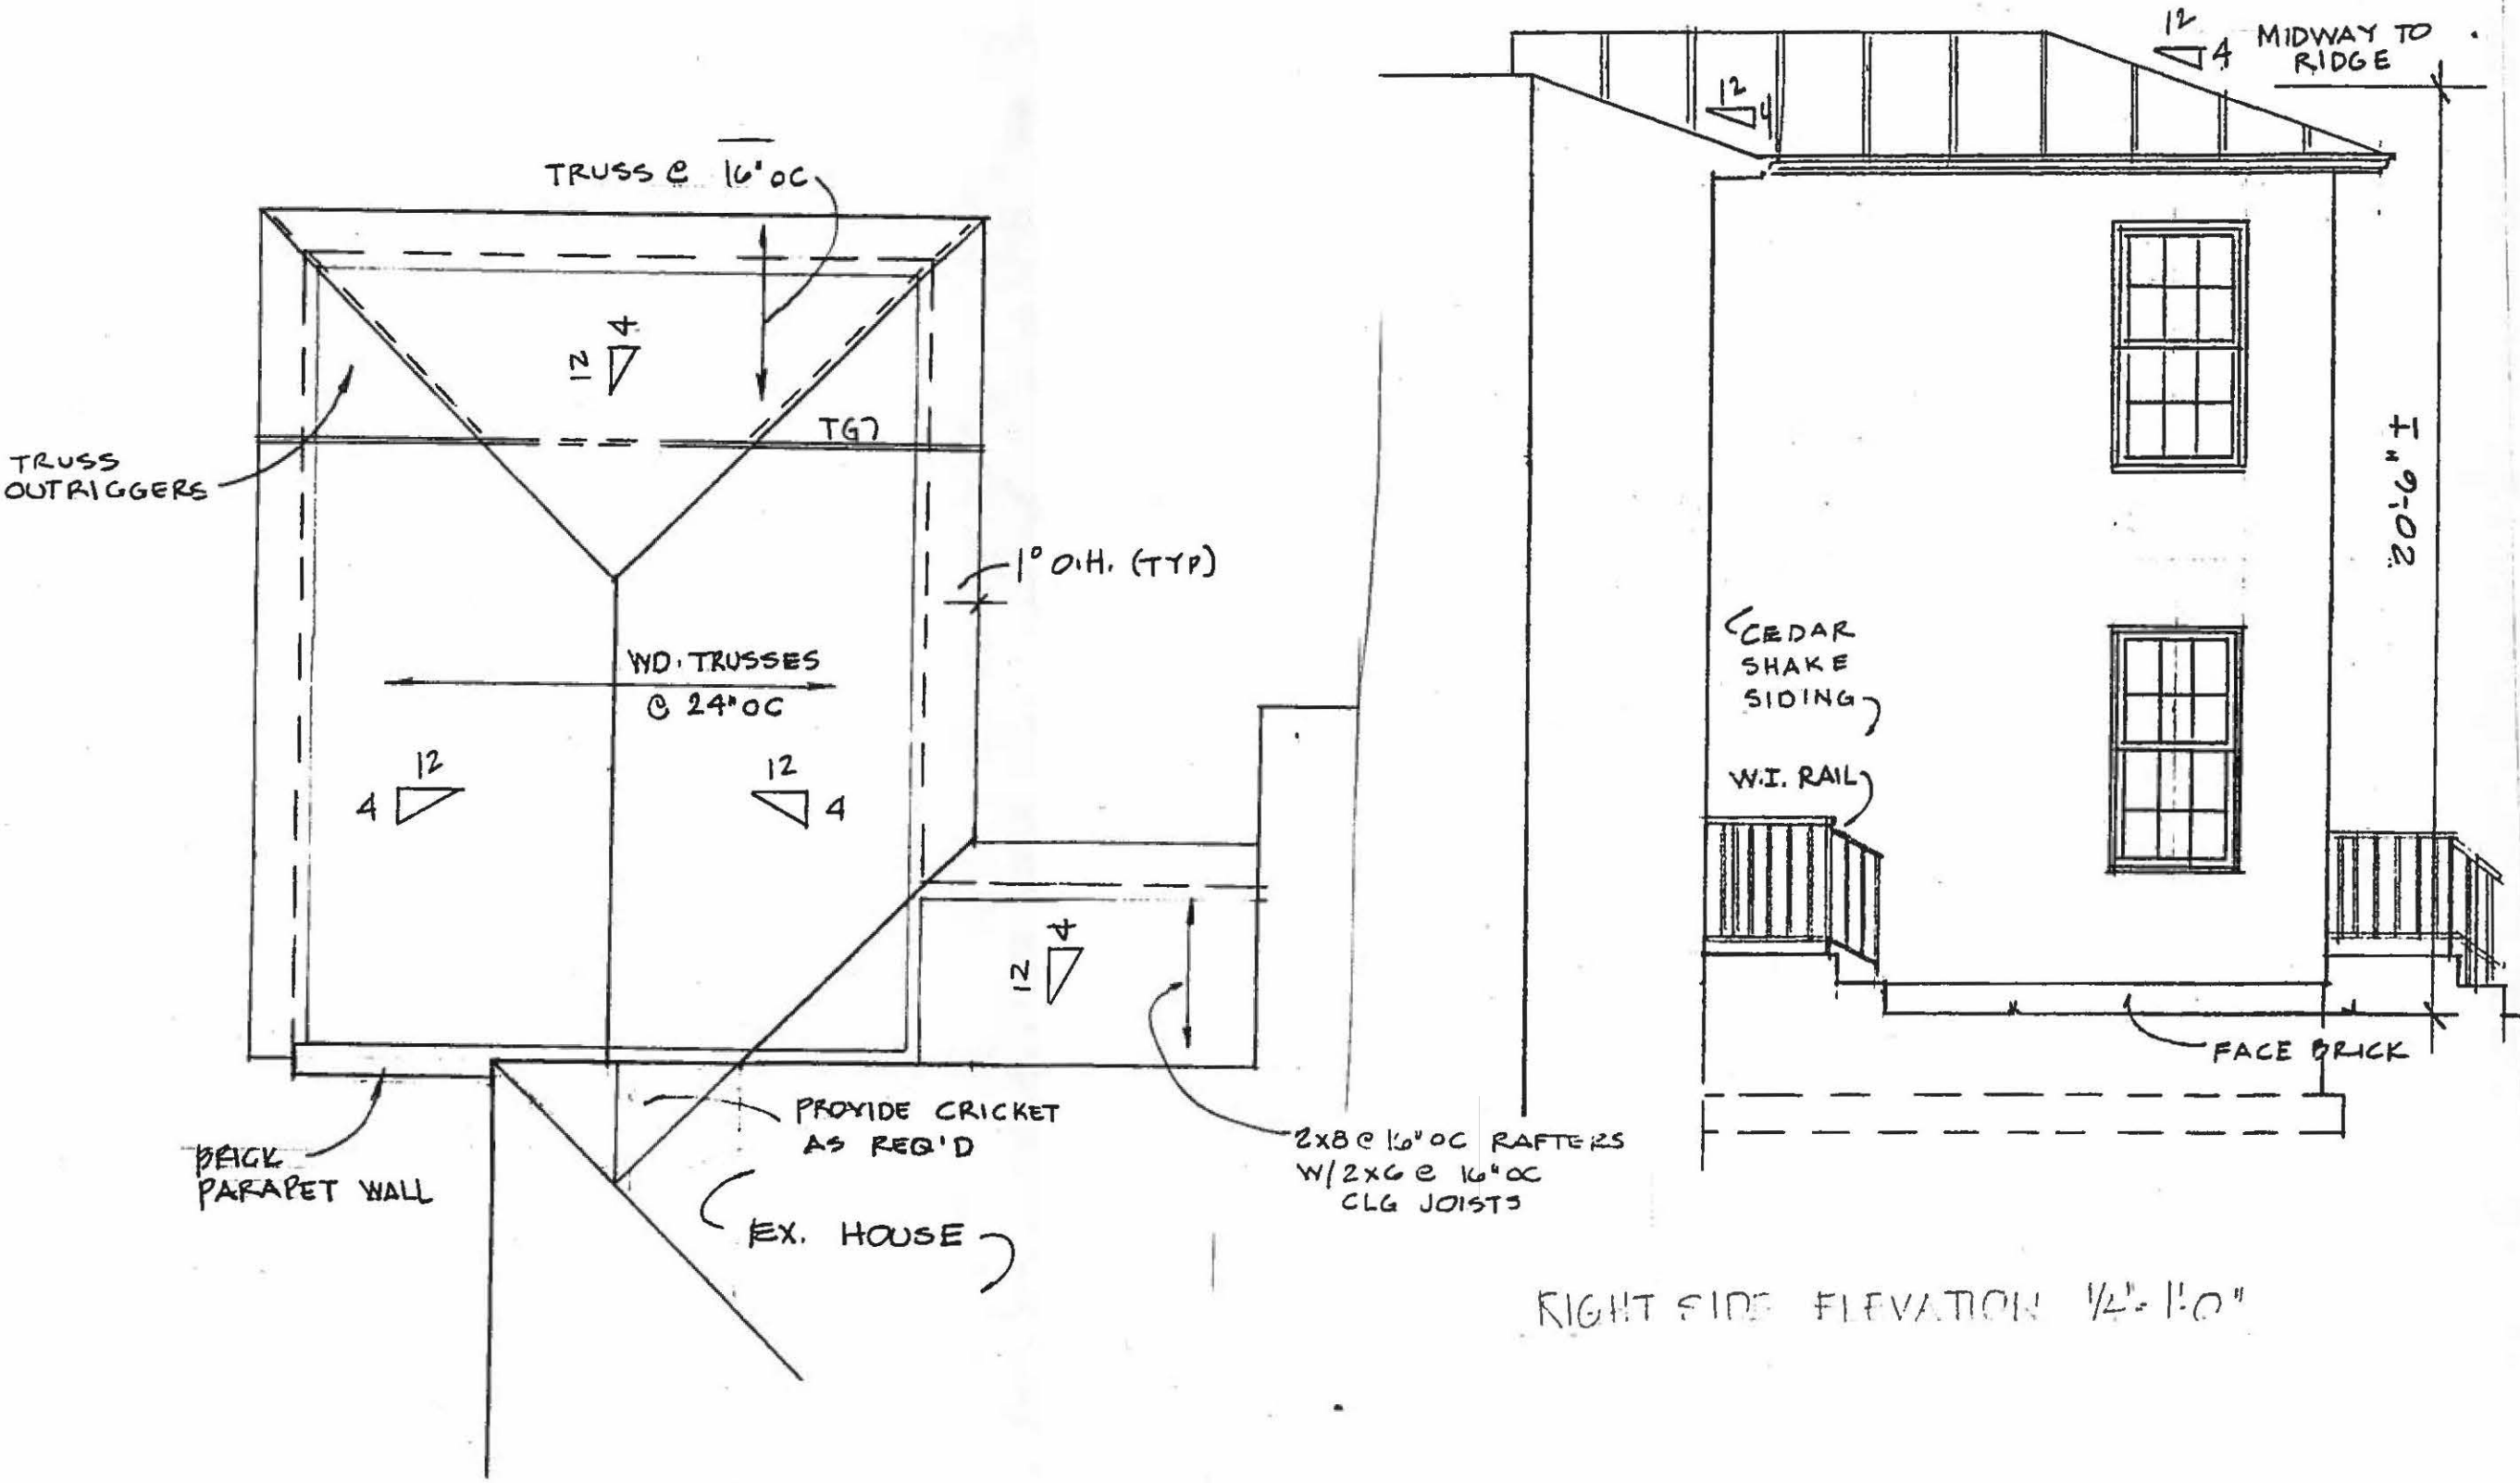 TRUSS @ 16"OC
4
12
TG7
TRUSS
OUTRIGGERS
1° O.H. (TYP)
WD. TRUSSES
@ 24"OC
12
4
12
4
4
12
PROVIDE CRICKET
AS REQ'D
BRICK
PARAPET WALL
EX. HOUSE
2x8 @ 16"OC RAFTERS
W/2x6 @ 16"OC
CLG JOISTS
12
4
MIDWAY TO
RIDGE
12
4
20'-6"±
CEDAR
SHAKE
SIDING
W.I. RAIL
FACE BRICK
RIGHT SIDE ELEVATION 1/4"=1'-0"